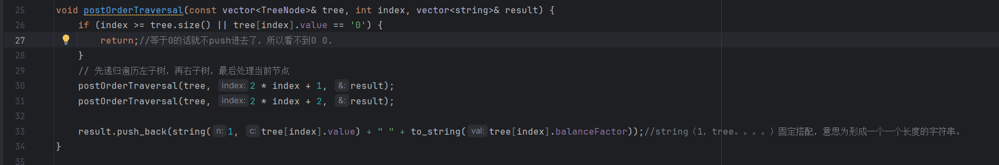 25 void postOrderTraversal(const vector<TreeNode>& tree, int index, vector<string>& result) {
26 if (index >= tree.size() || tree[index].value == '0') {
27 return;//等于0的话就不push进去了，所以看不到0 0.
28 }
29 // 先递归遍历左子树，再右子树，最后处理当前节点
30 postOrderTraversal(tree, index: 2 * index + 1, &: result);
31 postOrderTraversal(tree, index: 2 * index + 2, &: result);
32
33 result.push_back(string( n: 1, c: tree[index].value) + " " + to_string( val: tree[index].balanceFactor));//string（1，tree。。。。）固定搭配，意思为形成一个一个长度的字符串。
34 }
35